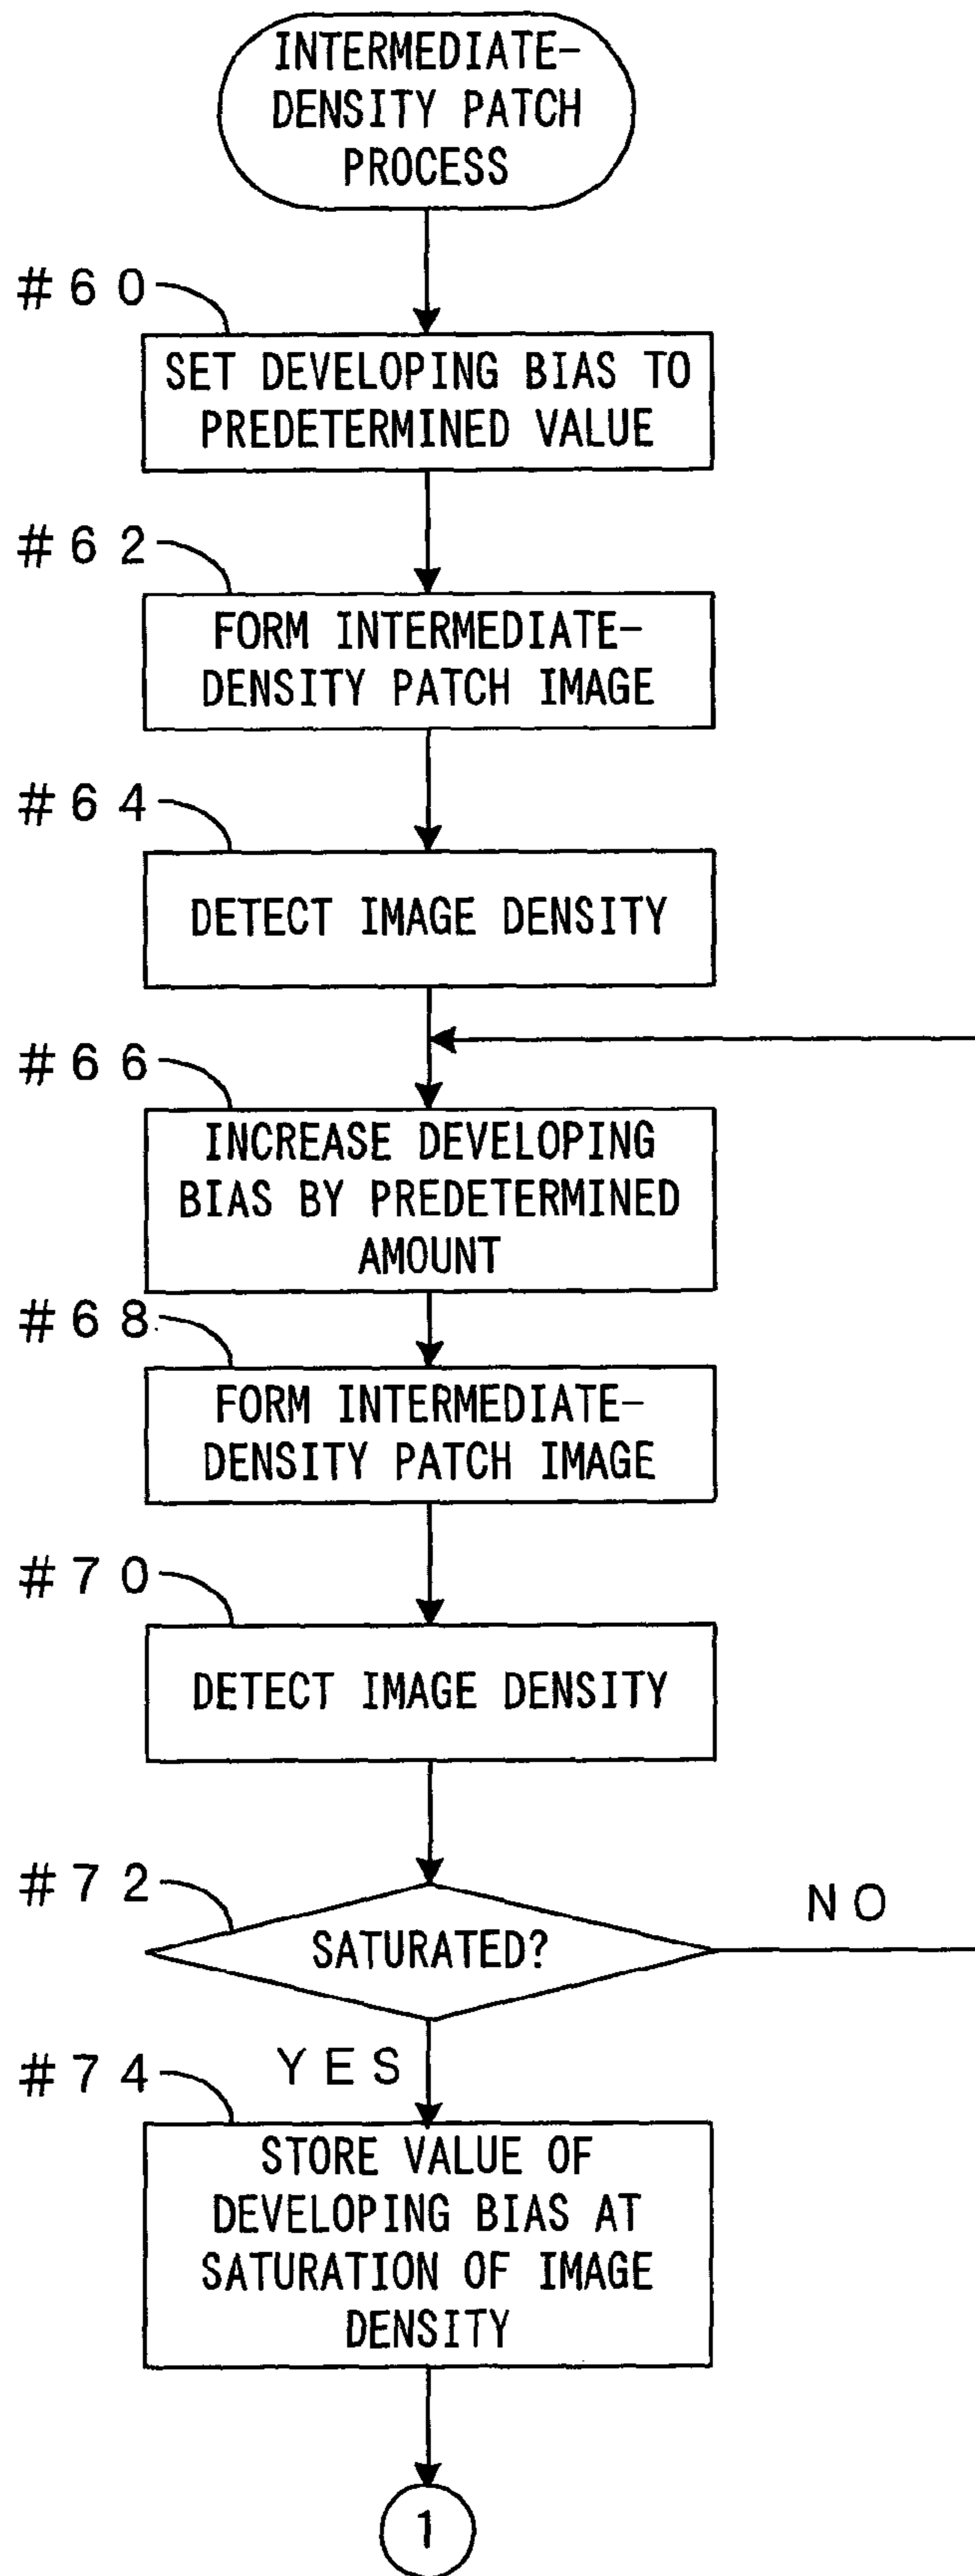 INTERMEDIATE-
DENSITY PATCH
PROCESS
#60
SET DEVELOPING BIAS TO
PREDETERMINED VALUE
#62
FORM INTERMEDIATE-
DENSITY PATCH IMAGE
#64
DETECT IMAGE DENSITY
#66
INCREASE DEVELOPING
BIAS BY PREDETERMINED
AMOUNT
#68
FORM INTERMEDIATE-
DENSITY PATCH IMAGE
#70
DETECT IMAGE DENSITY
#72
SATURATED?
NO
YES
#74
STORE VALUE OF
DEVELOPING BIAS AT
SATURATION OF IMAGE
DENSITY
1